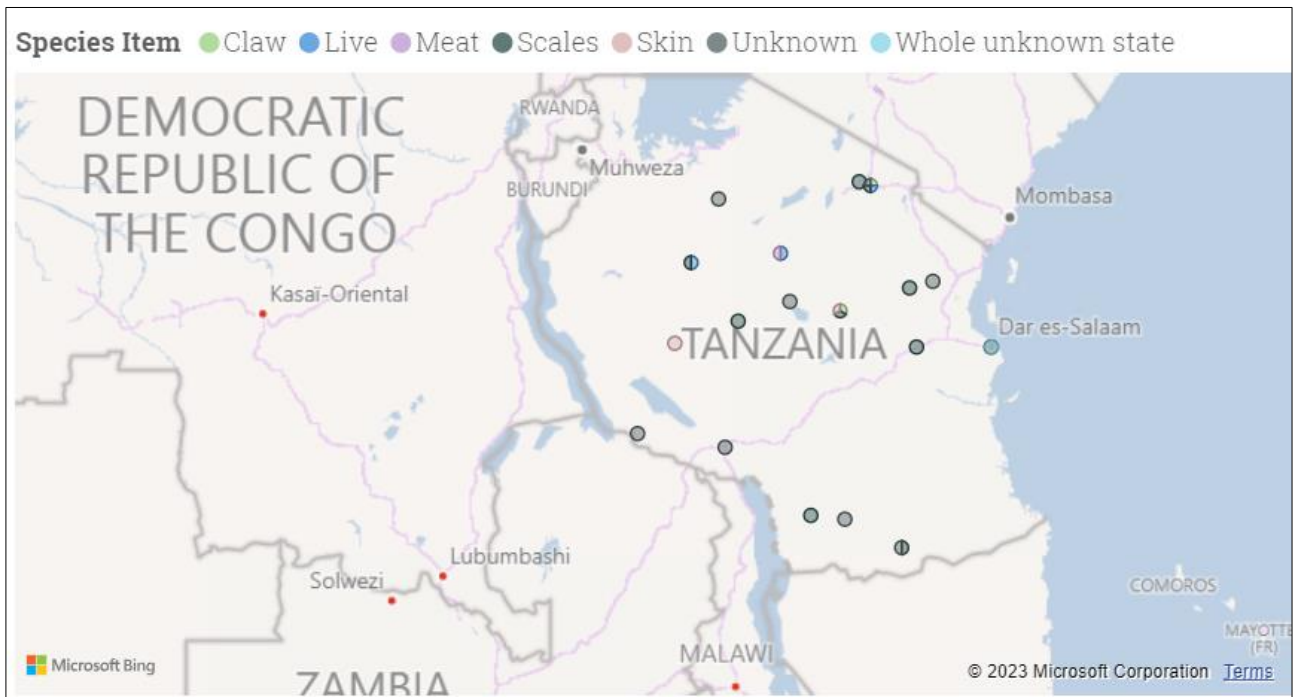 Species Item Claw Live Meat Scales Skin Unknown Whole unknown state
DEMOCRATIC
REPUBLIC OF
THE CONGO
RWANDA
Muhweza
BURUNDI
Mombasa
Kasaï-Oriental
Dar es-Salaam
TANZANIA
Lubumbashi
Solwezi
COMOROS
MAYOTTE
(FR)
MALAWI
ZAMBIA
Microsoft Bing
© 2023 Microsoft Corporation Terms